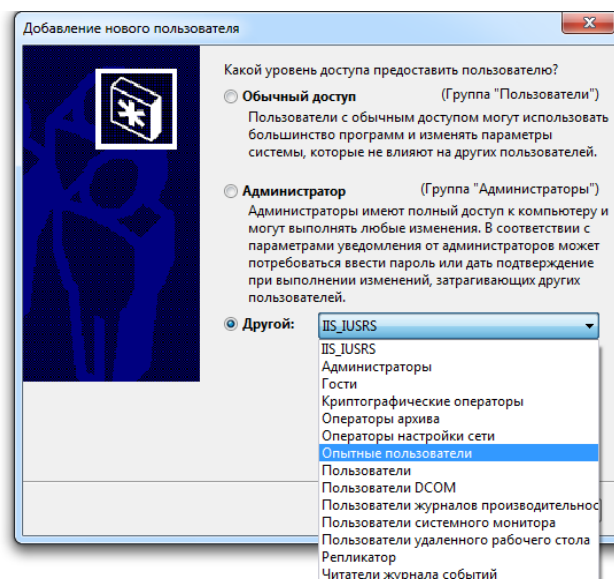 Добавление нового пользователя
Какой уровень доступа предоставить пользователю?
Обычный доступ (Группа "Пользователи")
Пользователи с обычным доступом могут использовать
большинство программ и изменять параметры
системы, которые не влияют на других пользователей.
Администратор (Группа "Администраторы")
Администраторы имеют полный доступ к компьютеру и
могут выполнять любые изменения. В соответствии с
параметрами уведомления от администраторов может
потребоваться ввести пароль или дать подтверждение
при выполнении изменений, затрагивающих других
пользователей.
Другой: IIS_IUSRS
IIS_IUSRS
Администраторы
Гости
Криптографические операторы
Операторы архива
Операторы настройки сети
Опытные пользователи
Пользователи
Пользователи DCOM
Пользователи журналов производительнос
Пользователи системного монитора
Пользователи удаленного рабочего стола
Репликатор
Читатели журнала событий